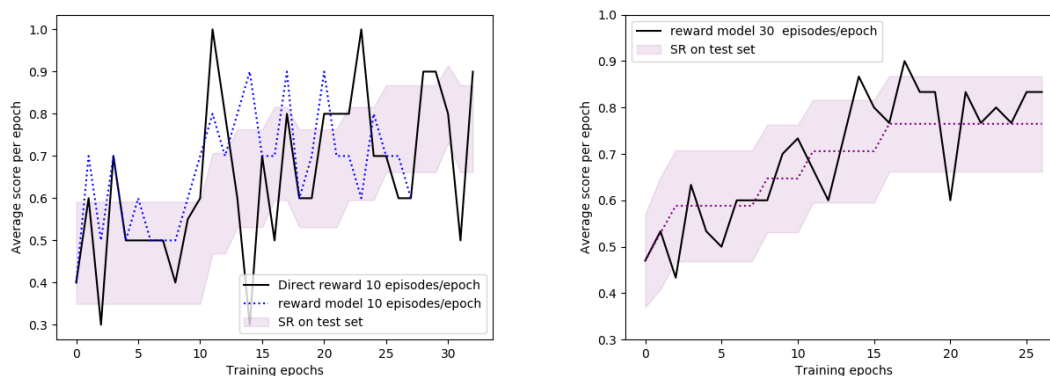 1.0
0.9
0.8
0.7
0.6
0.5
0.4
0.3
Average score per epoch
Direct reward 10 episodes/epoch
reward model 10 episodes/epoch
SR on test set
0 5 10 15 20 25 30
Training epochs
1.0
0.9
0.8
0.7
0.6
0.5
0.4
0.3
Average score per epoch
reward model 30 episodes/epoch
SR on test set
0 5 10 15 20 25
Training epochs